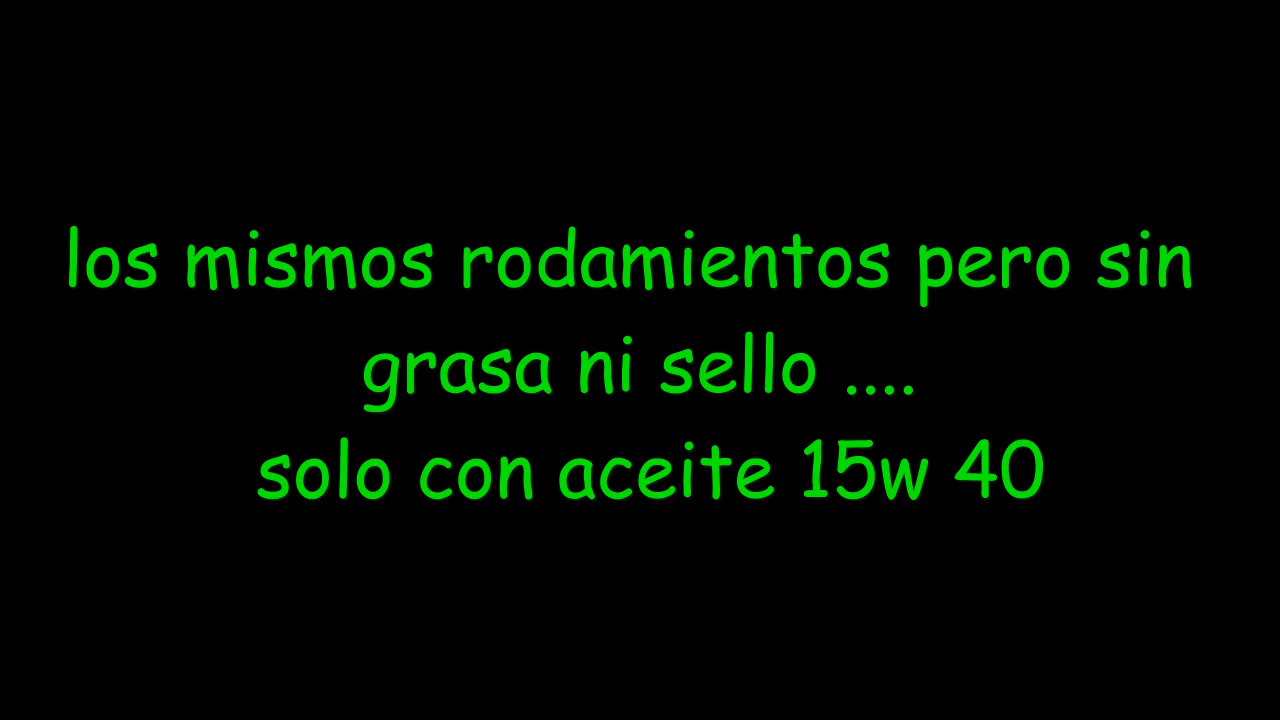 los mismos rodamientos pero sin
grasa ni sello ....
solo con aceite 15w 40